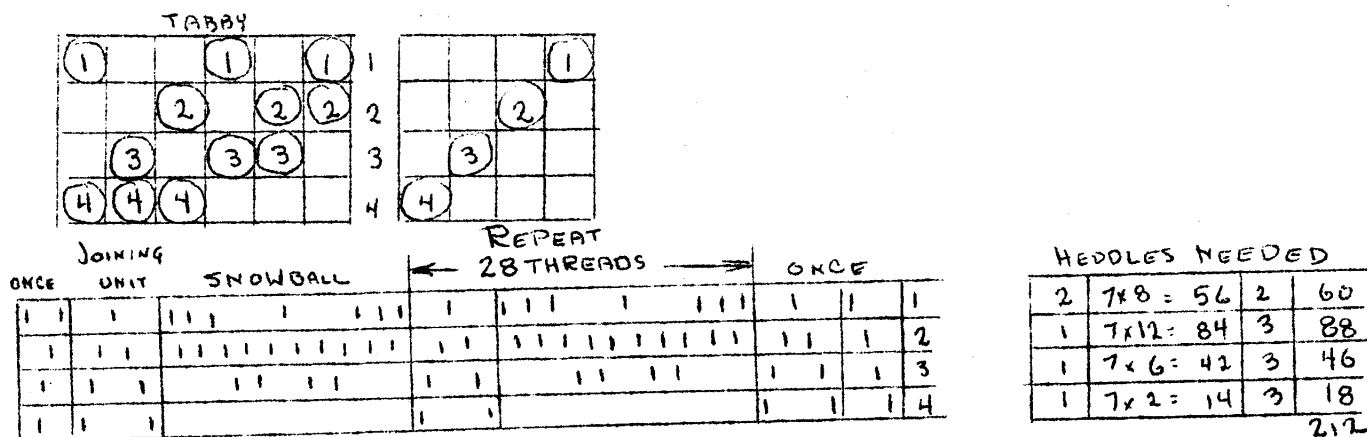 TABBY
1 1 1 1 1
2 2 2 2 2
3 3 3 3 3
4 4 4 4 4
REPEAT
JOINING
ONCE UNIT SNOWBALL 28 THREADS ONCE
1
2
3
4
HEDDLES NEEDED
2 7x8 = 56 2 60
1 7x12 = 84 3 88
1 7x6 = 42 3 46
1 7x2 = 14 3 18
212